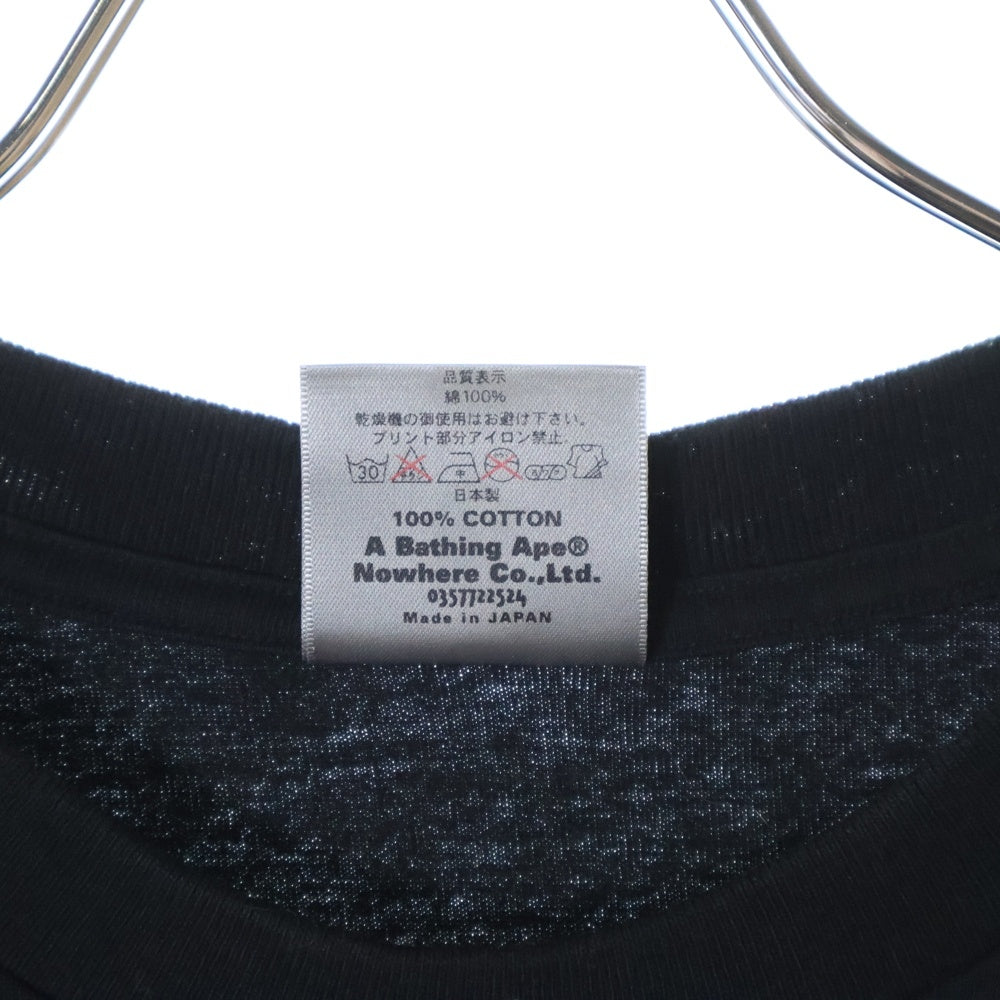 品質表示
綿100%
乾燥機の御使用はお避け下さい。
プリント部分アイロン禁止
30 中
日本製
100% COTTON
A Bathing Ape®
Nowhere Co.,Ltd.
0357722524
Made in JAPAN